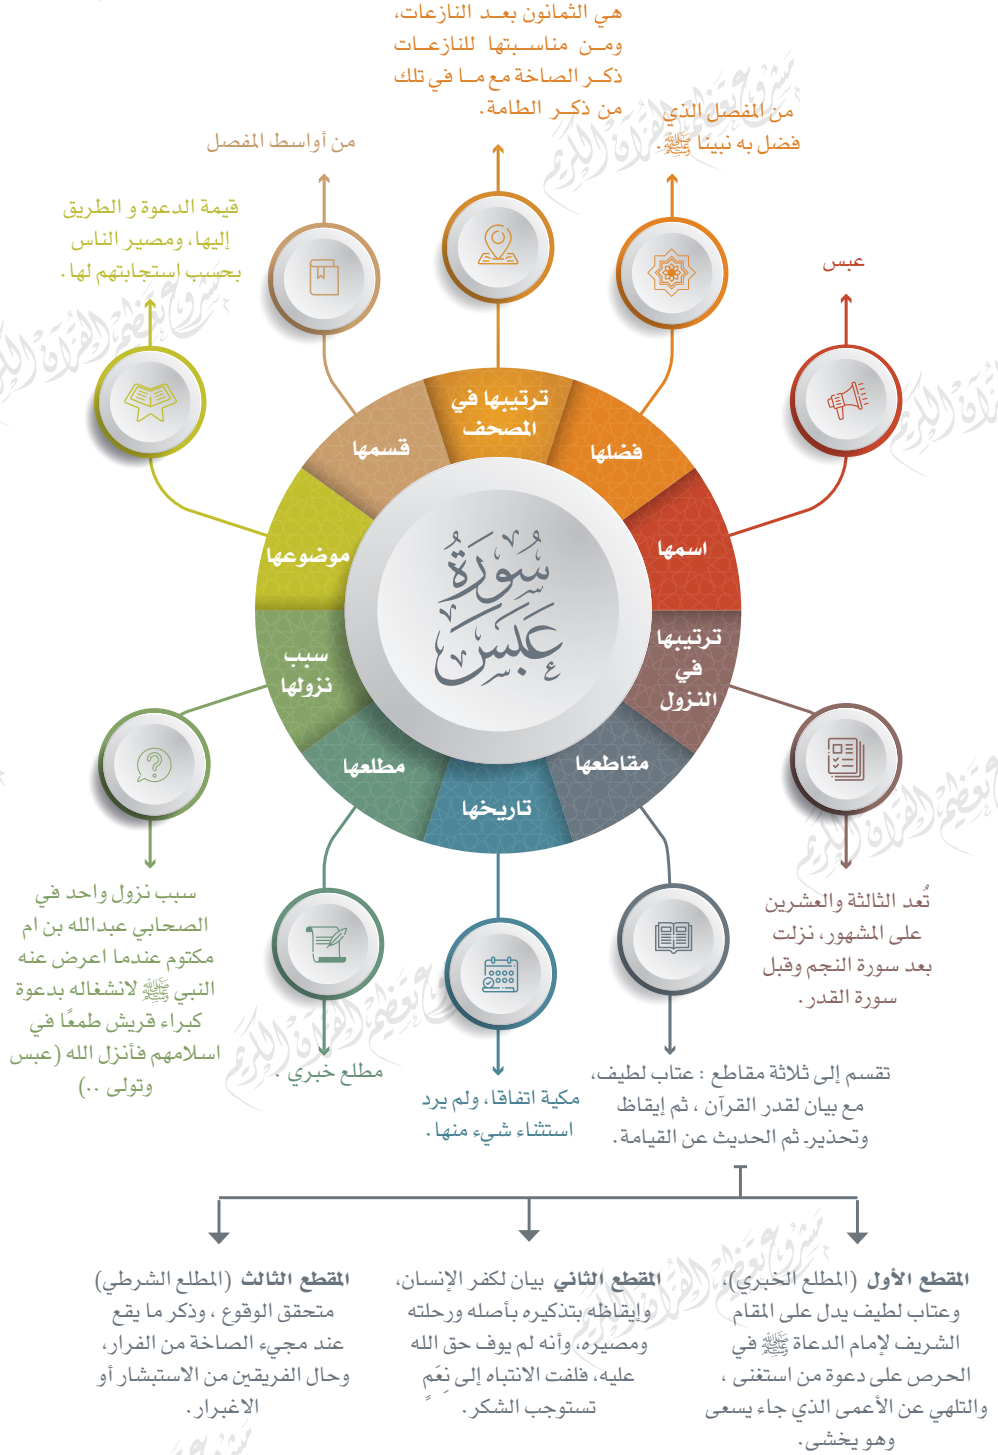 هي الثمانون بعد النازعات،
ومن مناسبتها للنازعات
ذكر الصاخة مع ما في تلك
من ذكر الطامة.
من المفصل الذي
فضل به نبينا ﷺ.
من أواسط المفصل
قيمة الدعوة و الطريق
إليها، ومصير الناس
بحسب استجابتهم لها.
عبس
ترتيبها في
المصحف
فضلها
قسمها
اسمها
موضوعها
سُورَةُ
عَبَسَ
ترتيبها
في
النزول
سبب
نزولها
مقاطعها
مطلعها
تاريخها
تُعد الثالثة والعشرين
على المشهور، نزلت
بعد سورة النجم وقبل
سورة القدر.
سبب نزول واحد في
الصحابي عبدالله بن ام
مكتوم عندما اعرض عنه
النبي ﷺ لانشغاله بدعوة
كبراء قريش طمعًا في
اسلامهم فأنزل الله (عبس
وتولى ..)
مطلع خبري .
مكية اتفاقا، ولم يرد
استثناء شيء منها.
تقسم إلى ثلاثة مقاطع : عتاب لطيف،
مع بيان لقدر القرآن ، ثم إيقاظ
وتحذير۔ ثم الحديث عن القيامة.
المقطع الأول (المطلع الخبري)،
وعتاب لطيف يدل على المقام
الشريف لإمام الدعاة ﷺ في
الحرص على دعوة من استغنى ،
والتلهي عن الأعمى الذي جاء يسعى
وهو يخشى.
المقطع الثاني بيان لكفر الإنسان،
وإيقاظه بتذكيره بأصله ورحلته
ومصيره، وأنه لم يوف حق الله
عليه، فلفت الانتباه إلى نِعَمٍ
تستوجب الشكر.
المقطع الثالث (المطلع الشرطي)
متحقق الوقوع ، وذكر ما يقع
عند مجيء الصاخة من الفرار،
وحال الفريقين من الاستبشار أو
الاغبرار.
مشروع تعظيم القرآن الكريم